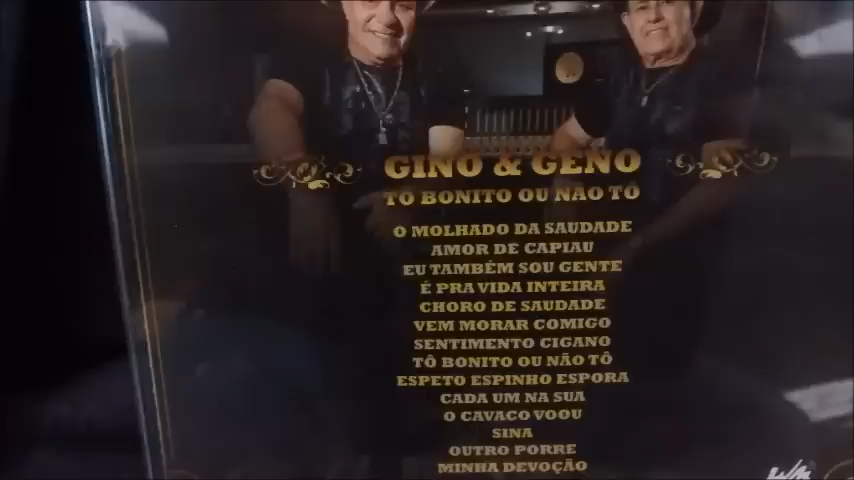 GINO & GENO
TÔ BONITO OU NÃO TÔ
O MOLHADO DA SAUDADE
AMOR DE CAPIAU
EU TAMBÉM SOU GENTE
É PRA VIDA INTEIRA
CHORO DE SAUDADE
VEM MORAR COMIGO
SENTIMENTO CIGANO
TÔ BONITO OU NÃO TÔ
ESPETO ESPINHO ESPORA
CADA UM NA SUA
O CAVACO VOOU
SINA
OUTRO PORRE
MINHA DEVOÇÃO